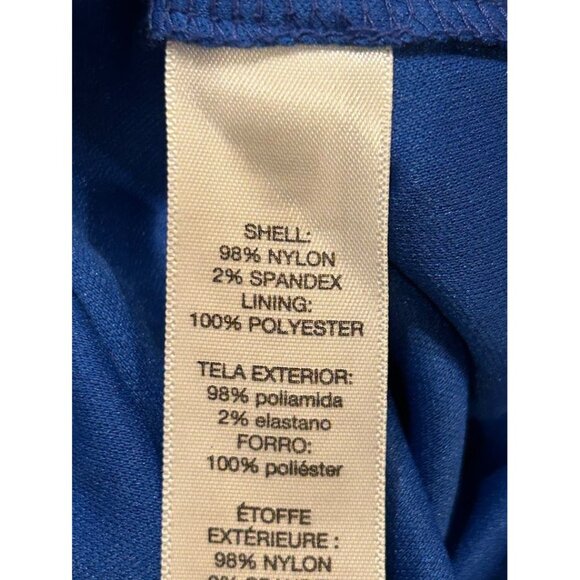 SHELL:
98% NYLON
2% SPANDEX
LINING:
100% POLYESTER
TELA EXTERIOR:
98% poliamida
2% elastano
FORRO:
100% poliéster
ÉTOFFE
EXTÉRIEURE :
98% NYLON